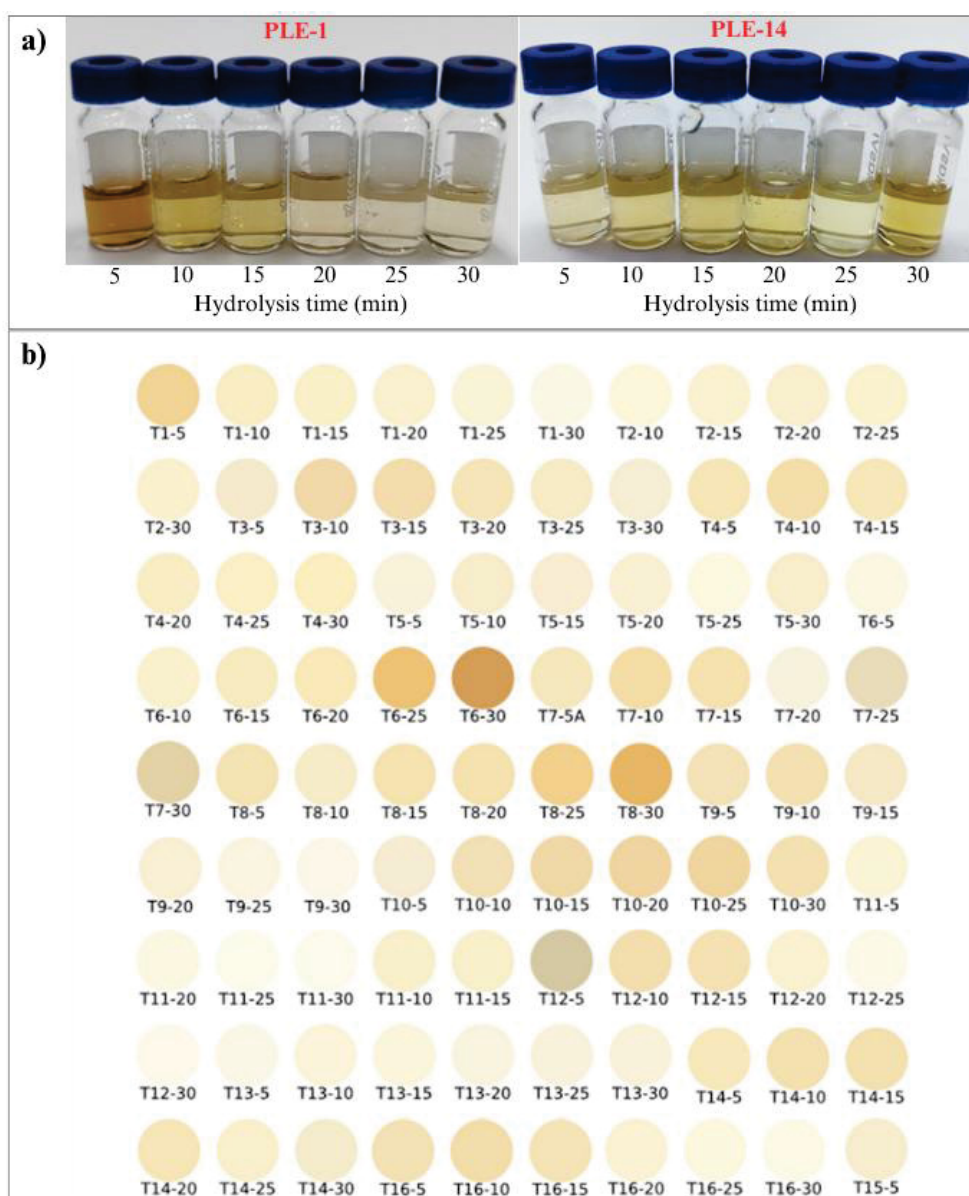 a)
PLE-1
PLE-14
5 10 15 20 25 30
Hydrolysis time (min)
5 10 15 20 25 30
Hydrolysis time (min)
b)
T1-5 T1-10 T1-15 T1-20 T1-25 T1-30 T2-10 T2-15 T2-20 T2-25
T2-30 T3-5 T3-10 T3-15 T3-20 T3-25 T3-30 T4-5 T4-10 T4-15
T4-20 T4-25 T4-30 T5-5 T5-10 T5-15 T5-20 T5-25 T5-30 T6-5
T6-10 T6-15 T6-20 T6-25 T6-30 T7-5A T7-10 T7-15 T7-20 T7-25
T7-30 T8-5 T8-10 T8-15 T8-20 T8-25 T8-30 T9-5 T9-10 T9-15
T9-20 T9-25 T9-30 T10-5 T10-10 T10-15 T10-20 T10-25 T10-30 T11-5
T11-20 T11-25 T11-30 T11-10 T11-15 T12-5 T12-10 T12-15 T12-20 T12-25
T12-30 T13-5 T13-10 T13-15 T13-20 T13-25 T13-30 T14-5 T14-10 T14-15
T14-20 T14-25 T14-30 T16-5 T16-10 T16-15 T16-20 T16-25 T16-30 T15-5